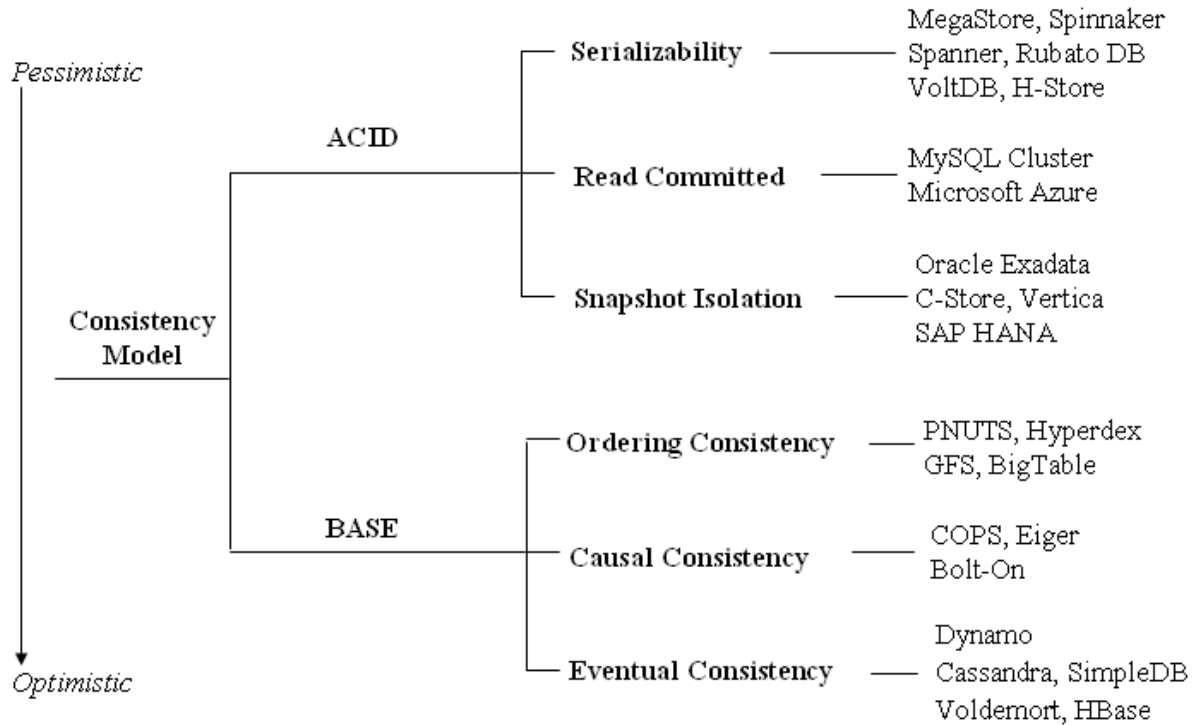 Pessimistic
Optimistic
Consistency
Model
ACID
Serializability
MegaStore, Spinnaker
Spanner, Rubato DB
VoltDB, H-Store
Read Committed
MySQL Cluster
Microsoft Azure
Snapshot Isolation
Oracle Exadata
C-Store, Vertica
SAP HANA
BASE
Ordering Consistency
PNUTS, Hyperdex
GFS, BigTable
Causal Consistency
COPS, Eiger
Bolt-On
Eventual Consistency
Dynamo
Cassandra, SimpleDB
Voldemort, HBase